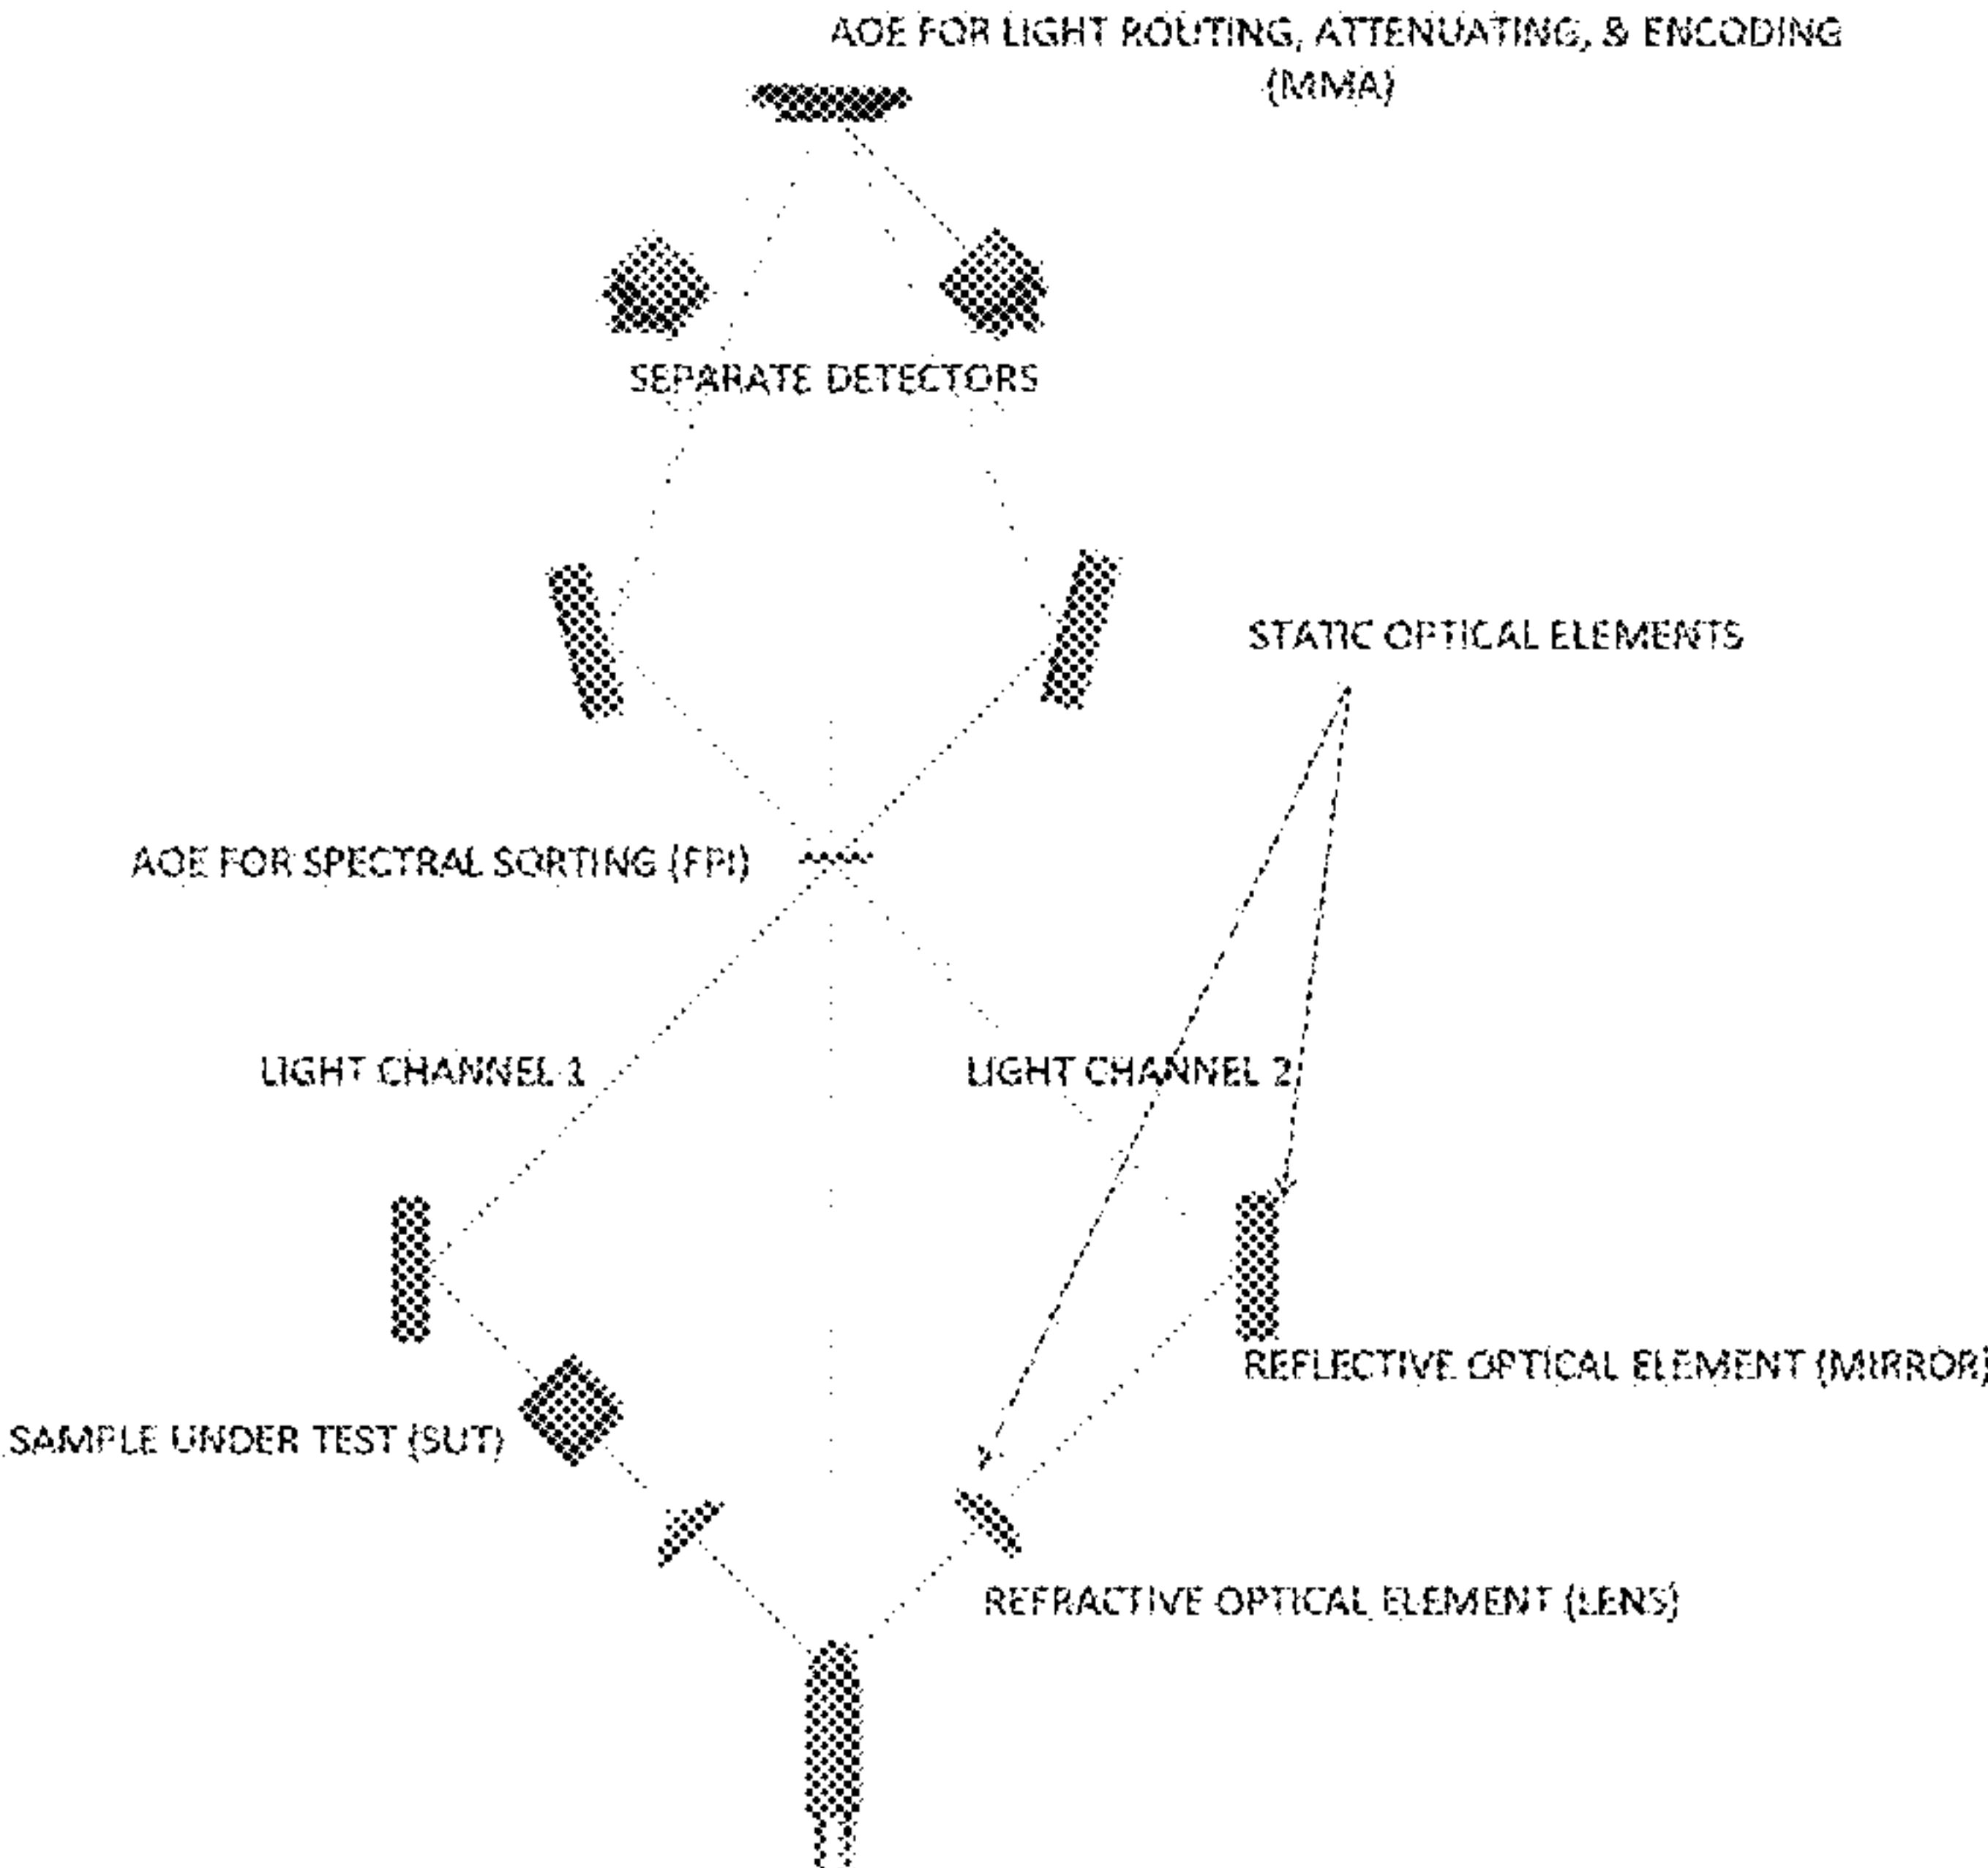 AOE FOR LIGHT ROUTING, ATTENUATING, & ENCODING
(MMA)
SEPARATE DETECTORS
STATIC OPTICAL ELEMENTS
AOE FOR SPECTRAL SORTING (FPI)
LIGHT CHANNEL 1
LIGHT CHANNEL 2
REFLECTIVE OPTICAL ELEMENT (MIRROR)
SAMPLE UNDER TEST (SUT)
REFRACTIVE OPTICAL ELEMENT (LENS)